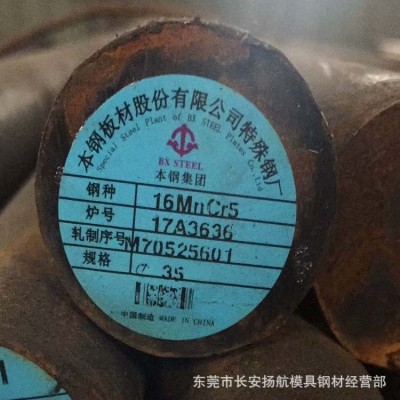 本钢板材股份有限公司特殊钢厂
Special Steel Plant of BX STEEL Plates Co.,Ltd
BX STEEL
本钢集团
钢种 16MnCr5
炉号 17A3636
轧制序号 M70525601
规格 35
中国制造 MADE IN CHINA
东莞市长安扬航模具钢材经营部